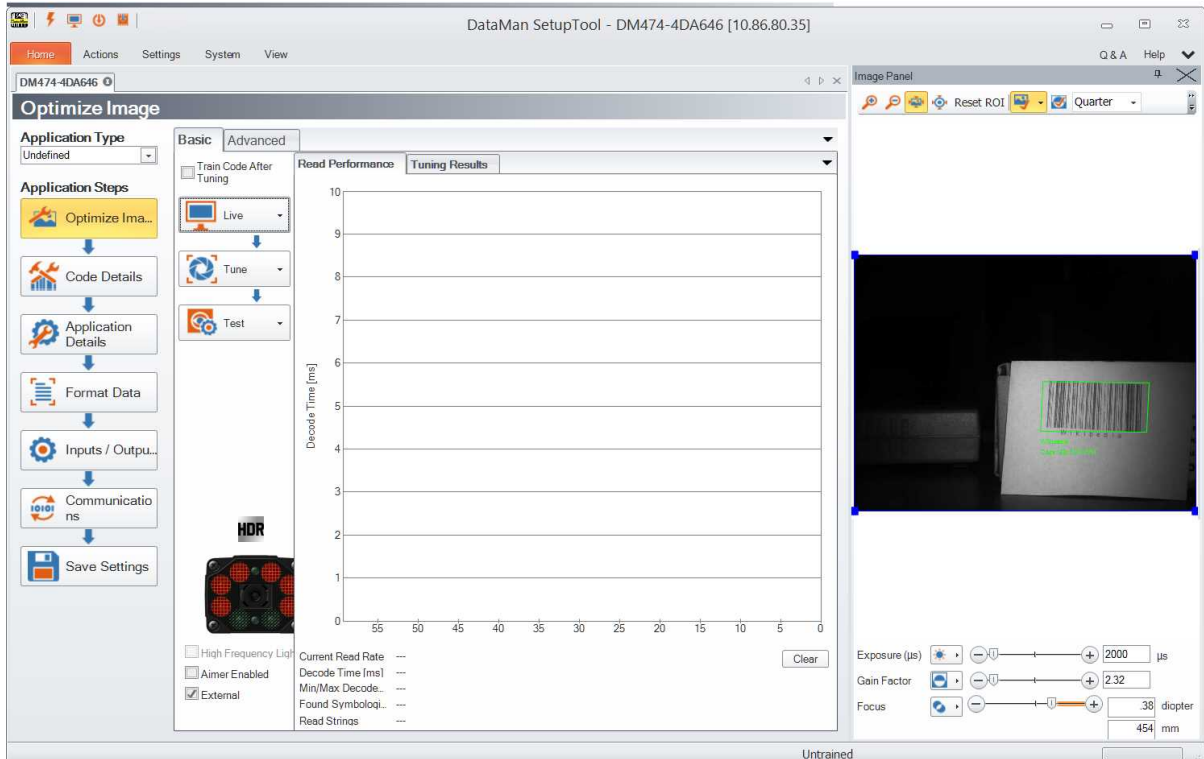 DataMan SetupTool - DM474-4DA646 [10.86.80.35]
Home Actions Settings System View Q & A Help
DM474-4DA646
Optimize Image
Application Type
Undefined
Application Steps
Optimize Ima...
Code Details
Application
Details
Format Data
Inputs / Outpu...
Communicatio
ns
Save Settings
Basic Advanced
Train Code After
Tuning
Live
Tune
Test
HDR
High Frequency Ligh
Aimer Enabled
External
Read Performance Tuning Results
Decode Time [ms]
10
9
8
7
6
5
4
3
2
1
0
55 50 45 40 35 30 25 20 15 10 5 0
Current Read Rate ---
Clear
Decode Time [ms] ---
Min/Max Decode... ---
Found Symbologi... ---
Read Strings ---
Image Panel
Reset ROI Quarter
Wikipedia
Exposure (µs) 2000 µs
Gain Factor 2.32
Focus .38 diopter
454 mm
Untrained